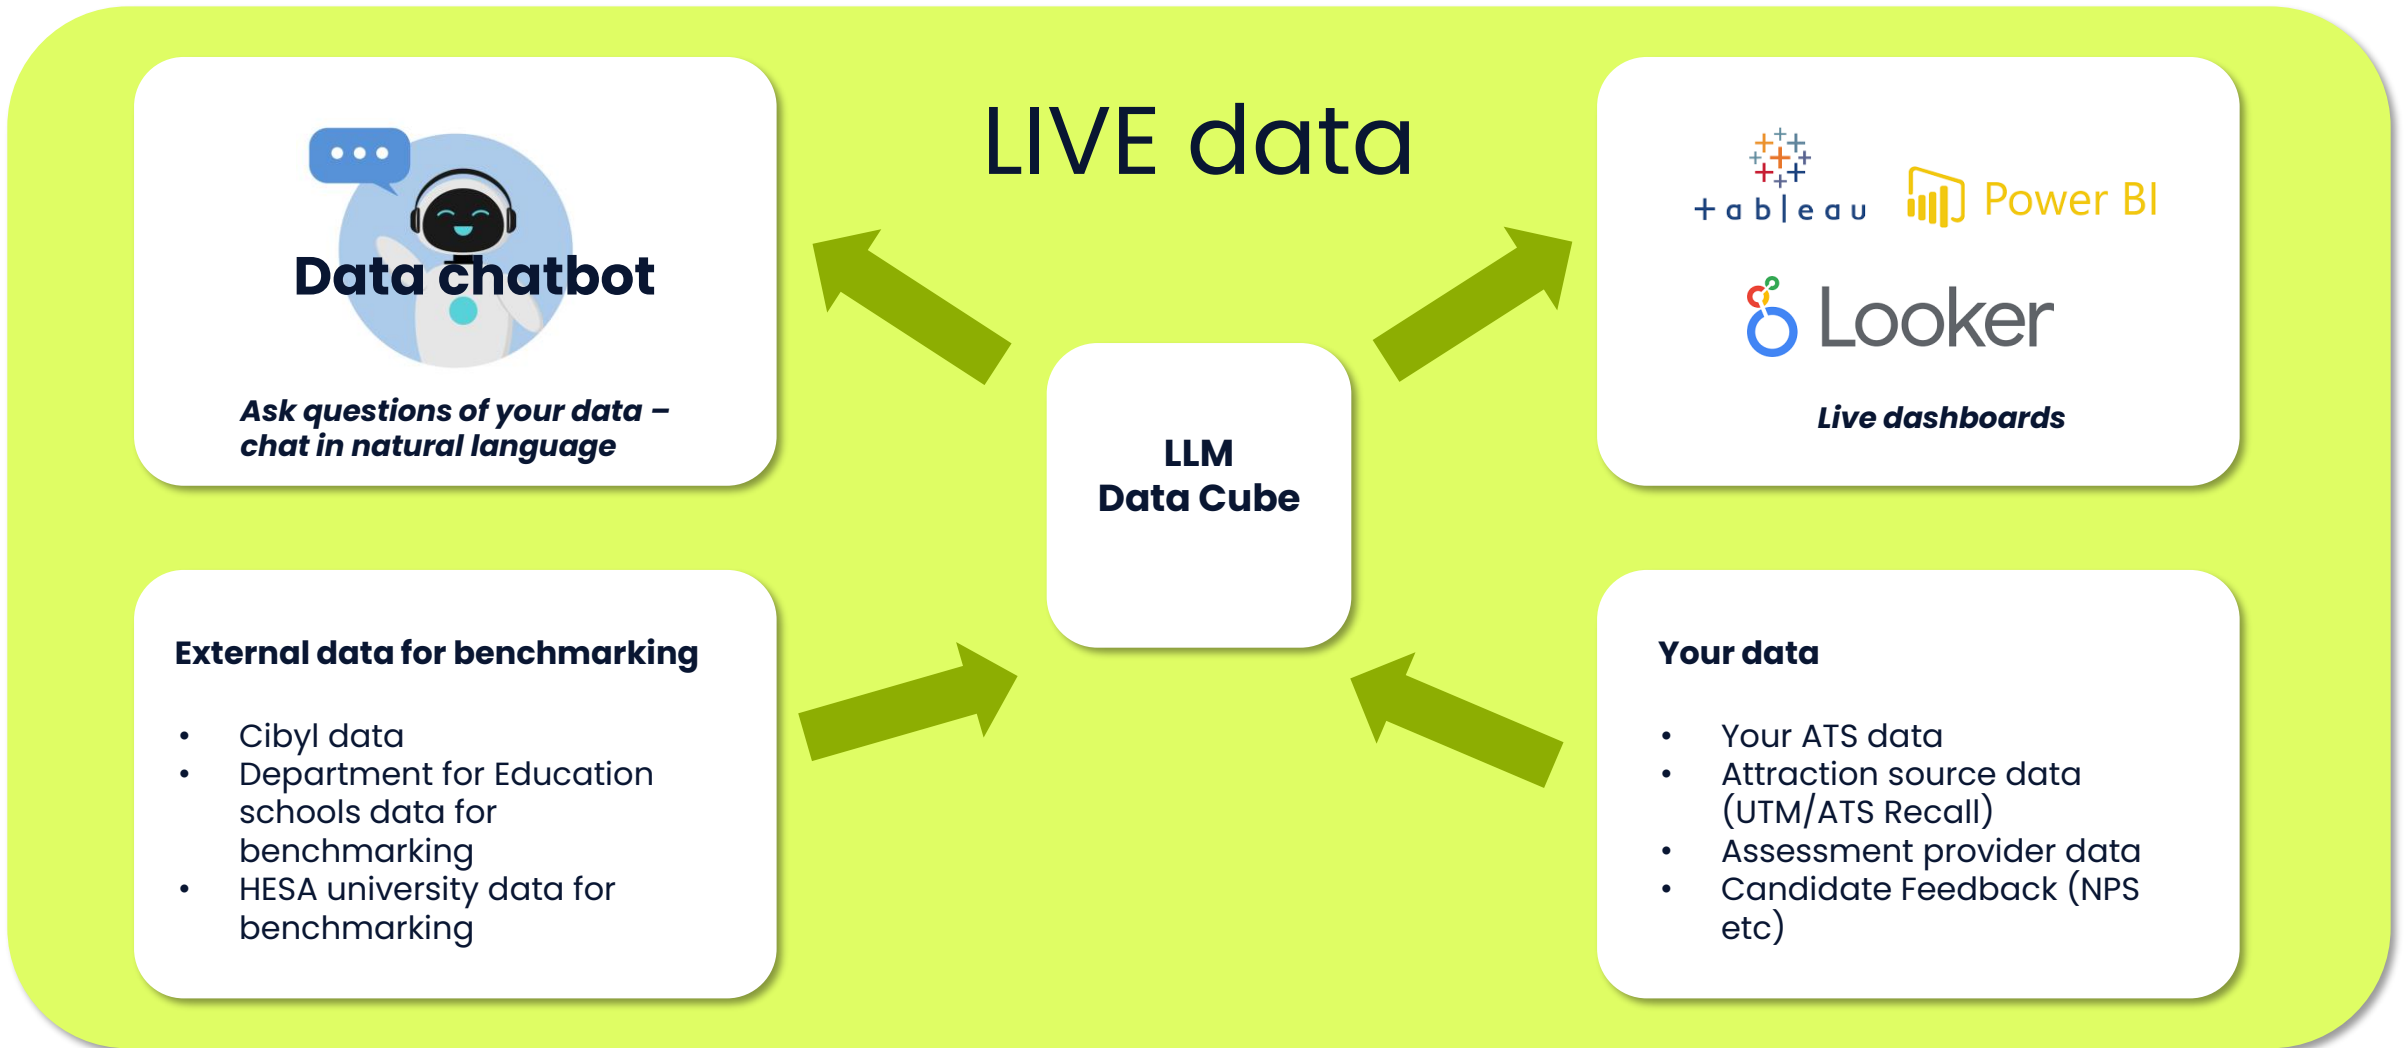 LIVE data
Data chatbot
Ask questions of your data –
chat in natural language
tableau
Power BI
Looker
Live dashboards
LLM
Data Cube
External data for benchmarking
• Cibyl data
• Department for Education
schools data for
benchmarking
• HESA university data for
benchmarking
Your data
• Your ATS data
• Attraction source data
(UTM/ATS Recall)
• Assessment provider data
• Candidate Feedback (NPS
etc)